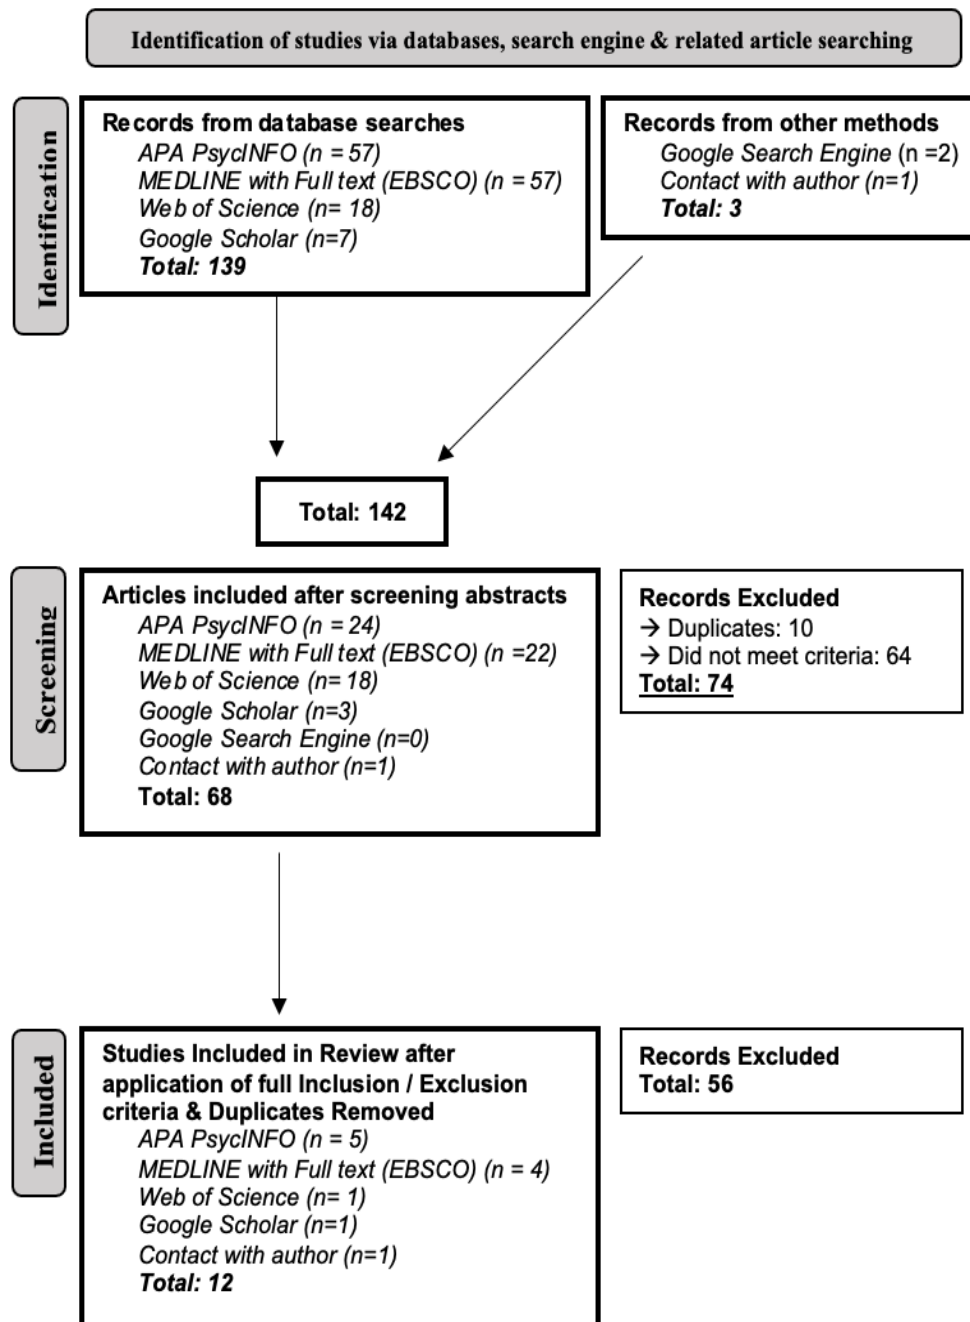 Identification of studies via databases, search engine & related article searching
Identification
Records from database searches
APA PsycINFO (n = 57)
MEDLINE with Full text (EBSCO) (n = 57)
Web of Science (n= 18)
Google Scholar (n=7)
Total: 139
Records from other methods
Google Search Engine (n =2)
Contact with author (n=1)
Total: 3
Total: 142
Screening
Articles included after screening abstracts
APA PsycINFO (n = 24)
MEDLINE with Full text (EBSCO) (n =22)
Web of Science (n= 18)
Google Scholar (n=3)
Google Search Engine (n=0)
Contact with author (n=1)
Total: 68
Records Excluded
→ Duplicates: 10
→ Did not meet criteria: 64
Total: 74
Included
Studies Included in Review after
application of full Inclusion / Exclusion
criteria & Duplicates Removed
APA PsycINFO (n = 5)
MEDLINE with Full text (EBSCO) (n = 4)
Web of Science (n= 1)
Google Scholar (n=1)
Contact with author (n=1)
Total: 12
Records Excluded
Total: 56